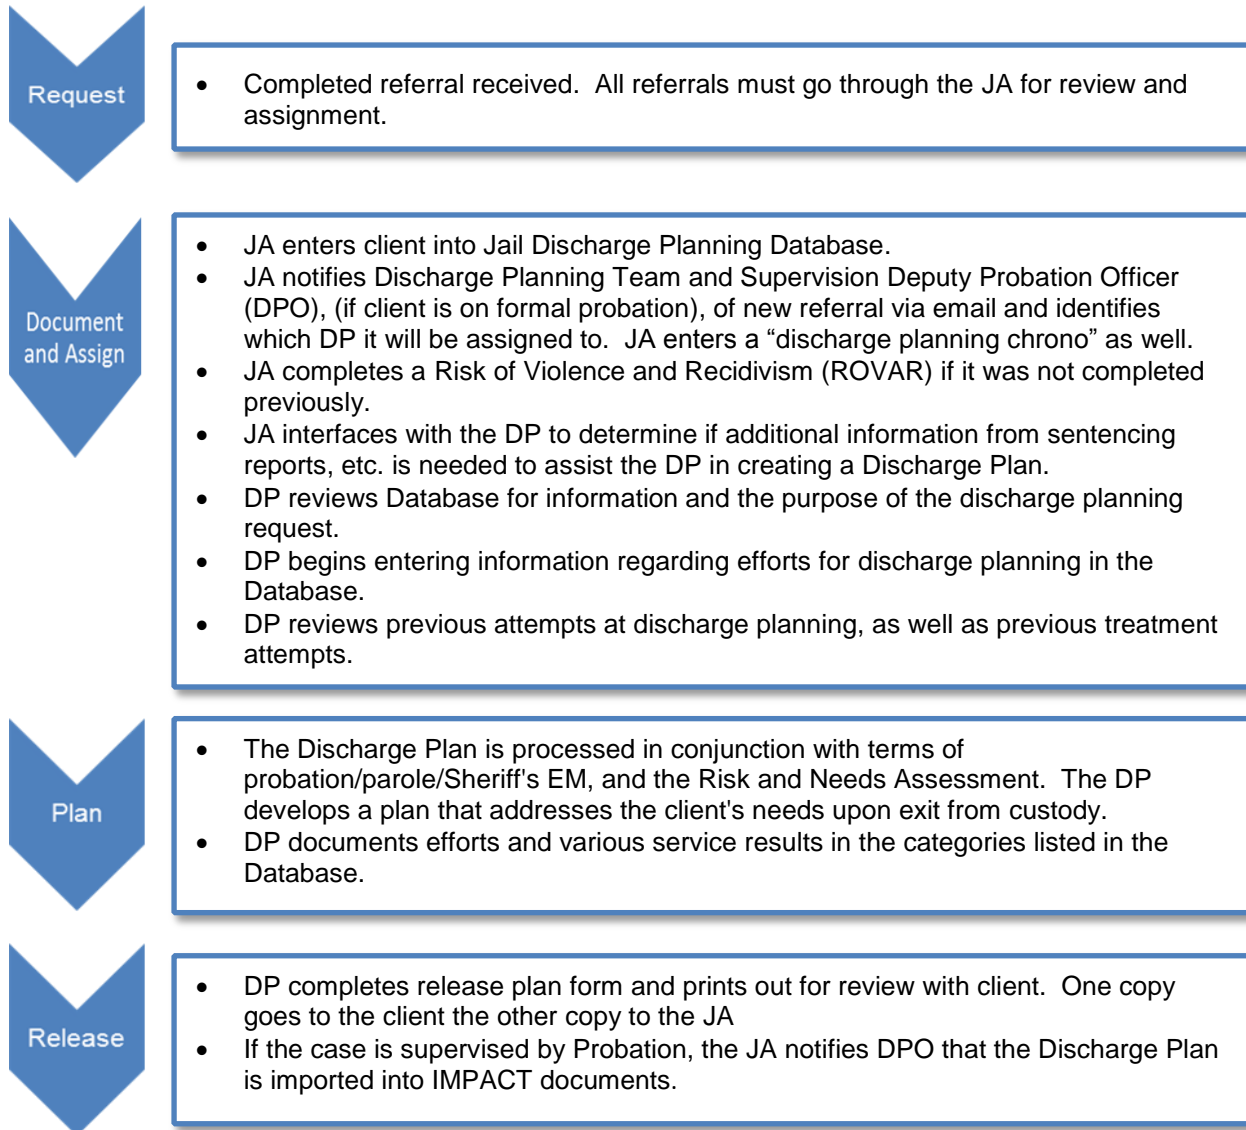 Request
• Completed referral received. All referrals must go through the JA for review and
assignment.
Document
and Assign
• JA enters client into Jail Discharge Planning Database.
• JA notifies Discharge Planning Team and Supervision Deputy Probation Officer
(DPO), (if client is on formal probation), of new referral via email and identifies
which DP it will be assigned to. JA enters a “discharge planning chrono” as well.
• JA completes a Risk of Violence and Recidivism (ROVAR) if it was not completed
previously.
• JA interfaces with the DP to determine if additional information from sentencing
reports, etc. is needed to assist the DP in creating a Discharge Plan.
• DP reviews Database for information and the purpose of the discharge planning
request.
• DP begins entering information regarding efforts for discharge planning in the
Database.
• DP reviews previous attempts at discharge planning, as well as previous treatment
attempts.
Plan
• The Discharge Plan is processed in conjunction with terms of
probation/parole/Sheriff's EM, and the Risk and Needs Assessment. The DP
develops a plan that addresses the client's needs upon exit from custody.
• DP documents efforts and various service results in the categories listed in the
Database.
Release
• DP completes release plan form and prints out for review with client. One copy
goes to the client the other copy to the JA
• If the case is supervised by Probation, the JA notifies DPO that the Discharge Plan
is imported into IMPACT documents.